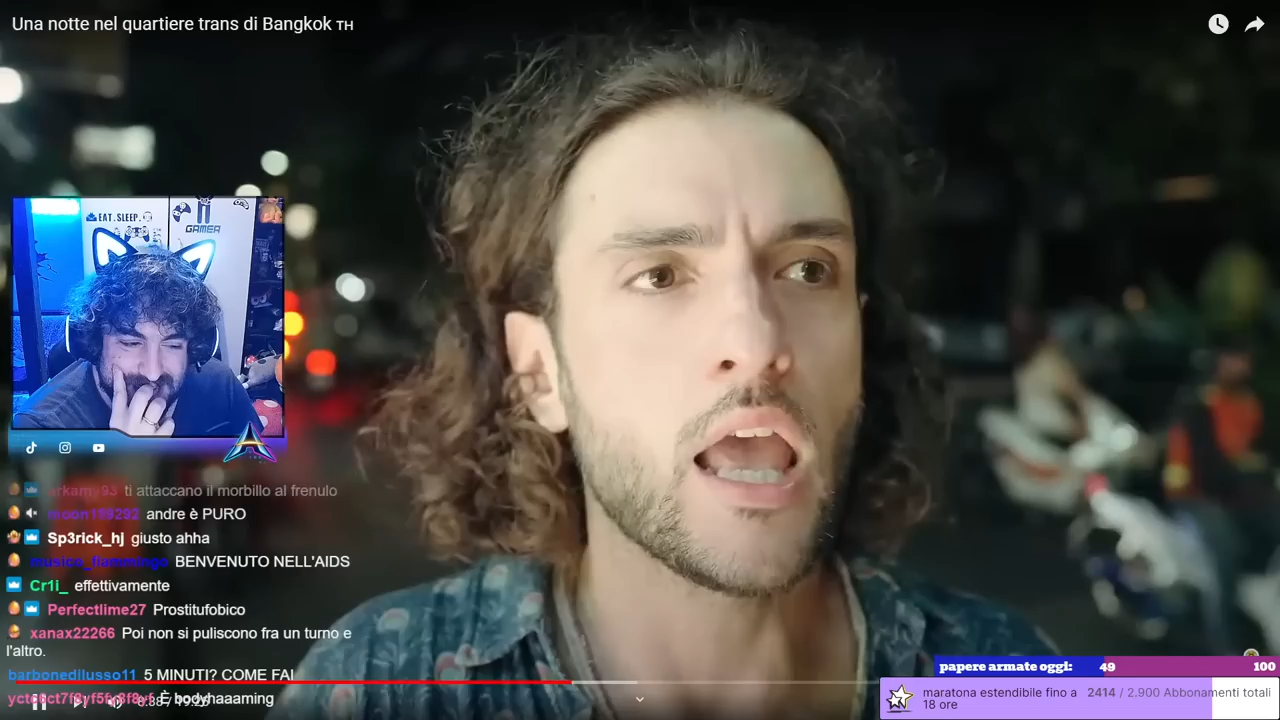 Una notte nel quartiere trans di Bangkok TH
EAT.SLEEP.
GAMER
arkamy93 ti attaccano il morbillo al frenulo
moon199292 andre è PURO
Sp3rick_hj giusto ahha
musico_fiammingo BENVENUTO NELL'AIDS
Cr1i_ effettivamente
Perfectlime27 Prostitufobico
xanax22266 Poi non si puliscono fra un turno e
l'altro.
barbonedilusso11 5 MINUTI? COME FAI
È bodyhaaaming
papere armate oggi: 49 100
maratona estendibile fino a 2414 / 2.900 Abbonamenti totali
18 ore